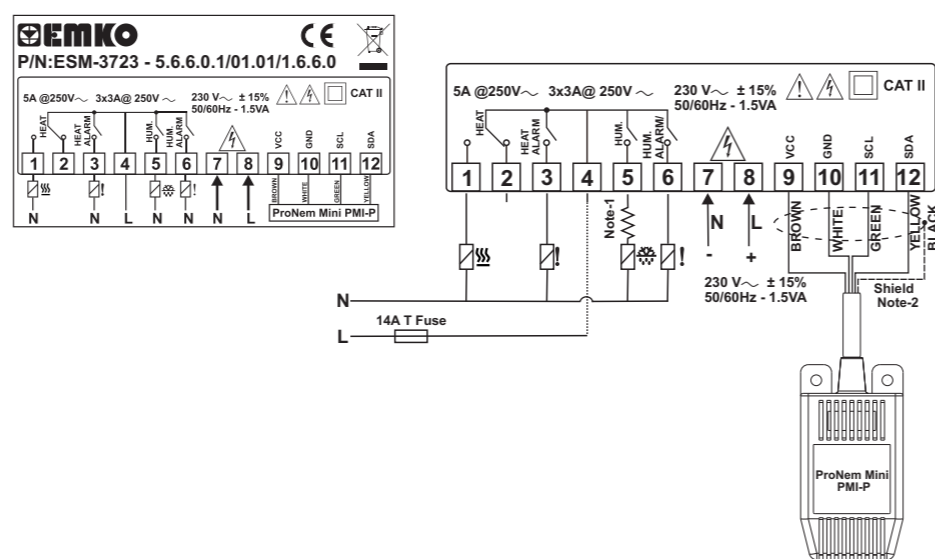 EMKO CE
P/N:ESM-3723 - 5.6.6.0.1/01.01/1.6.6.0
5A @250V~ 3x3A@ 250V ~ 230 V~ ± 15% CAT II
50/60Hz - 1.5VA
HEAT HEAT ALARM HUM. HUM. ALARM VCC GND SCL SDA
1 2 3 4 5 6 7 8 9 10 11 12
BROWN WHITE GREEN YELLOW
! !
N N L N N N L ProNem Mini PMI-P
5A @250V~ 3x3A@ 250V ~ 230 V~ ± 15% CAT II
50/60Hz - 1.5VA
HEAT HEAT ALARM HUM. HUM. ALARM/ VCC GND SCL SDA
1 2 3 4 5 6 7 8 9 10 11 12
Note-1 N L BROWN WHITE GREEN YELLOW BLACK
! ! - +
230 V~ ± 15%
50/60Hz - 1.5VA
Shield
Note-2
N
14A T Fuse
L
ProNem Mini
PMI-P